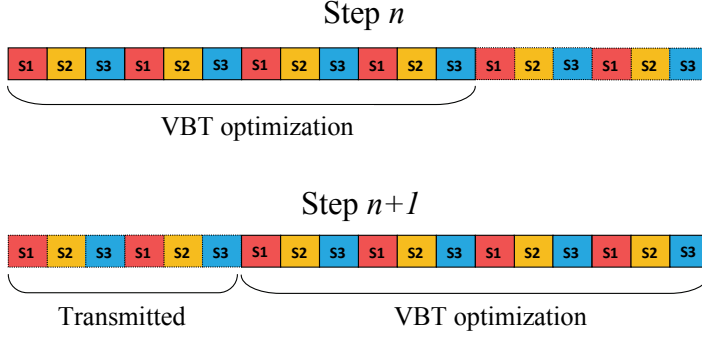 Step n
S1 S2 S3 S1 S2 S3 S1 S2 S3 S1 S2 S3 S1 S2 S3 S1 S2 S3
VBT optimization
Step n+1
S1 S2 S3 S1 S2 S3 S1 S2 S3 S1 S2 S3 S1 S2 S3 S1 S2 S3
Transmitted VBT optimization